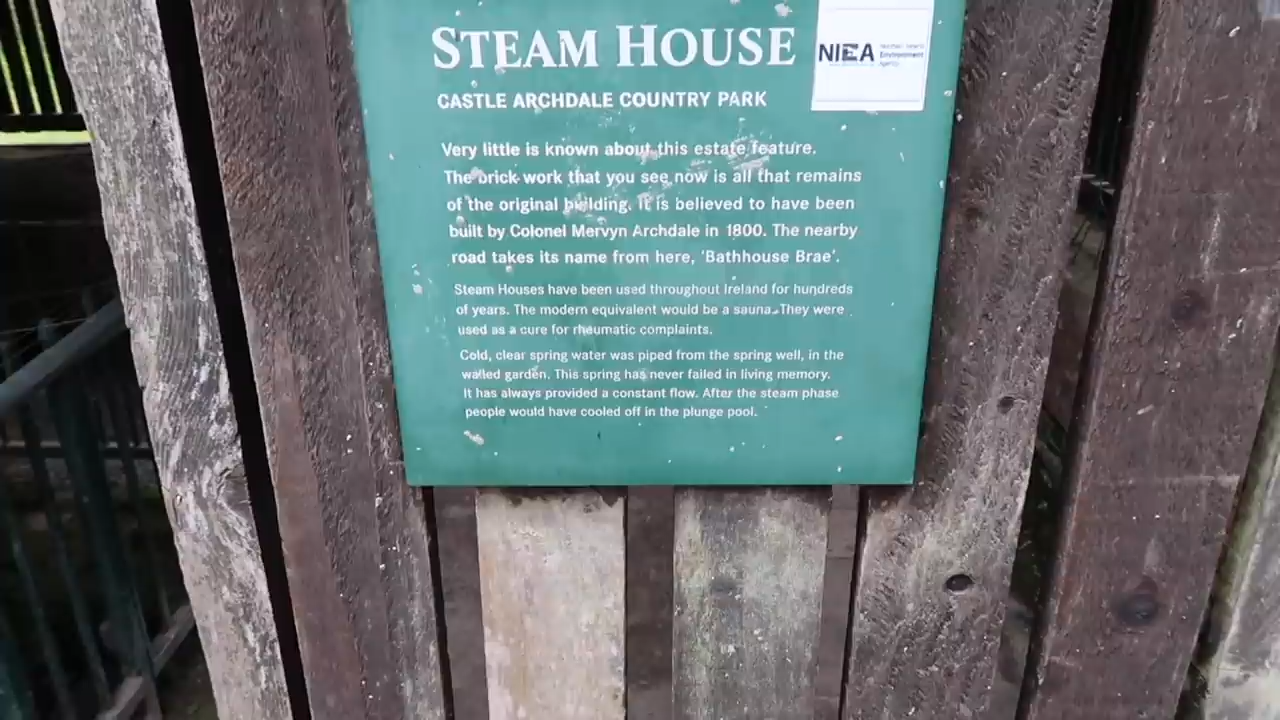 STEAM HOUSE
NIEA
Environment
Agency
CASTLE ARCHDALE COUNTRY PARK
Very little is known about this estate feature.
The brick work that you see now is all that remains
of the original building. It is believed to have been
built by Colonel Mervyn Archdale in 1800. The nearby
road takes its name from here, 'Bathhouse Brae'.
Steam Houses have been used throughout Ireland for hundreds
of years. The modern equivalent would be a sauna. They were
used as a cure for rheumatic complaints.
Cold, clear spring water was piped from the spring well, in the
walled garden. This spring has never failed in living memory.
It has always provided a constant flow. After the steam phase
people would have cooled off in the plunge pool.